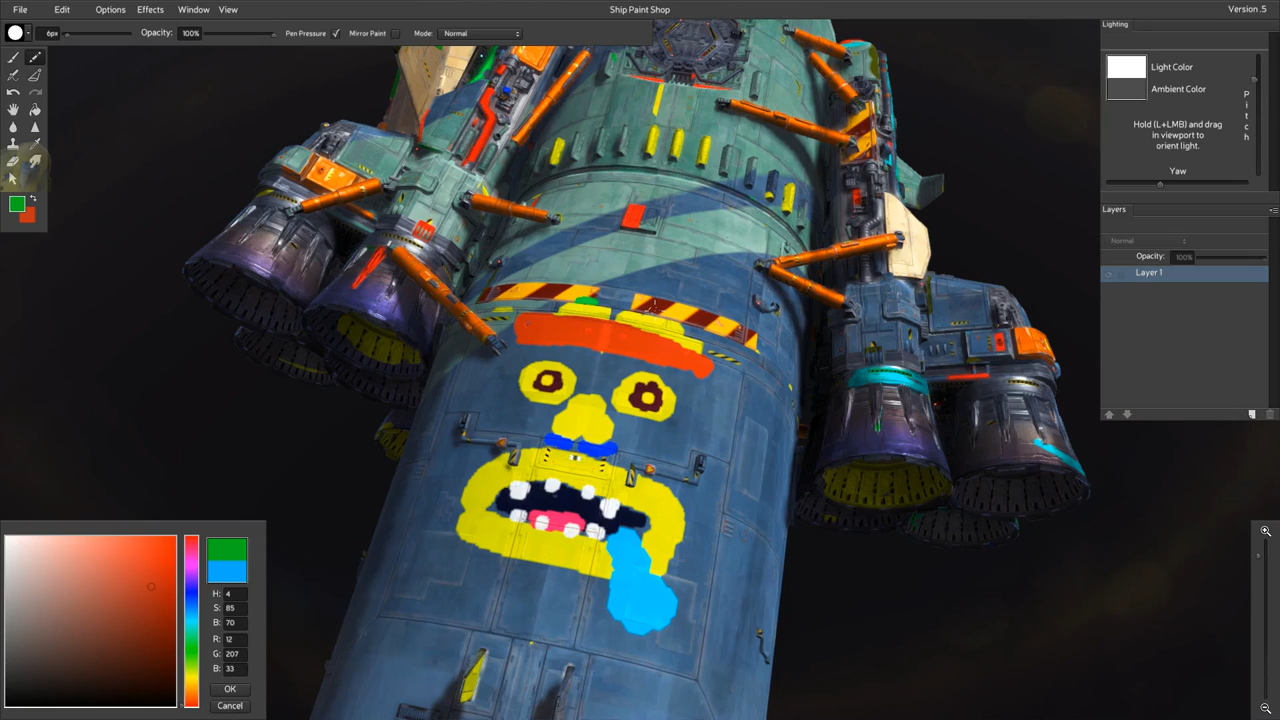 File Edit Options Effects Window View Ship Paint Shop Version .5
6px Opacity: 100% Pen Pressure Mirror Paint Mode: Normal
Lighting
Light Color
Ambient Color
Pitch
Hold (L+LMB) and drag
in viewport to
orient light.
Yaw
Layers
Normal
Opacity: 100%
Layer 1
H: 4
S: 85
B: 70
R: 12
G: 207
B: 33
OK
Cancel